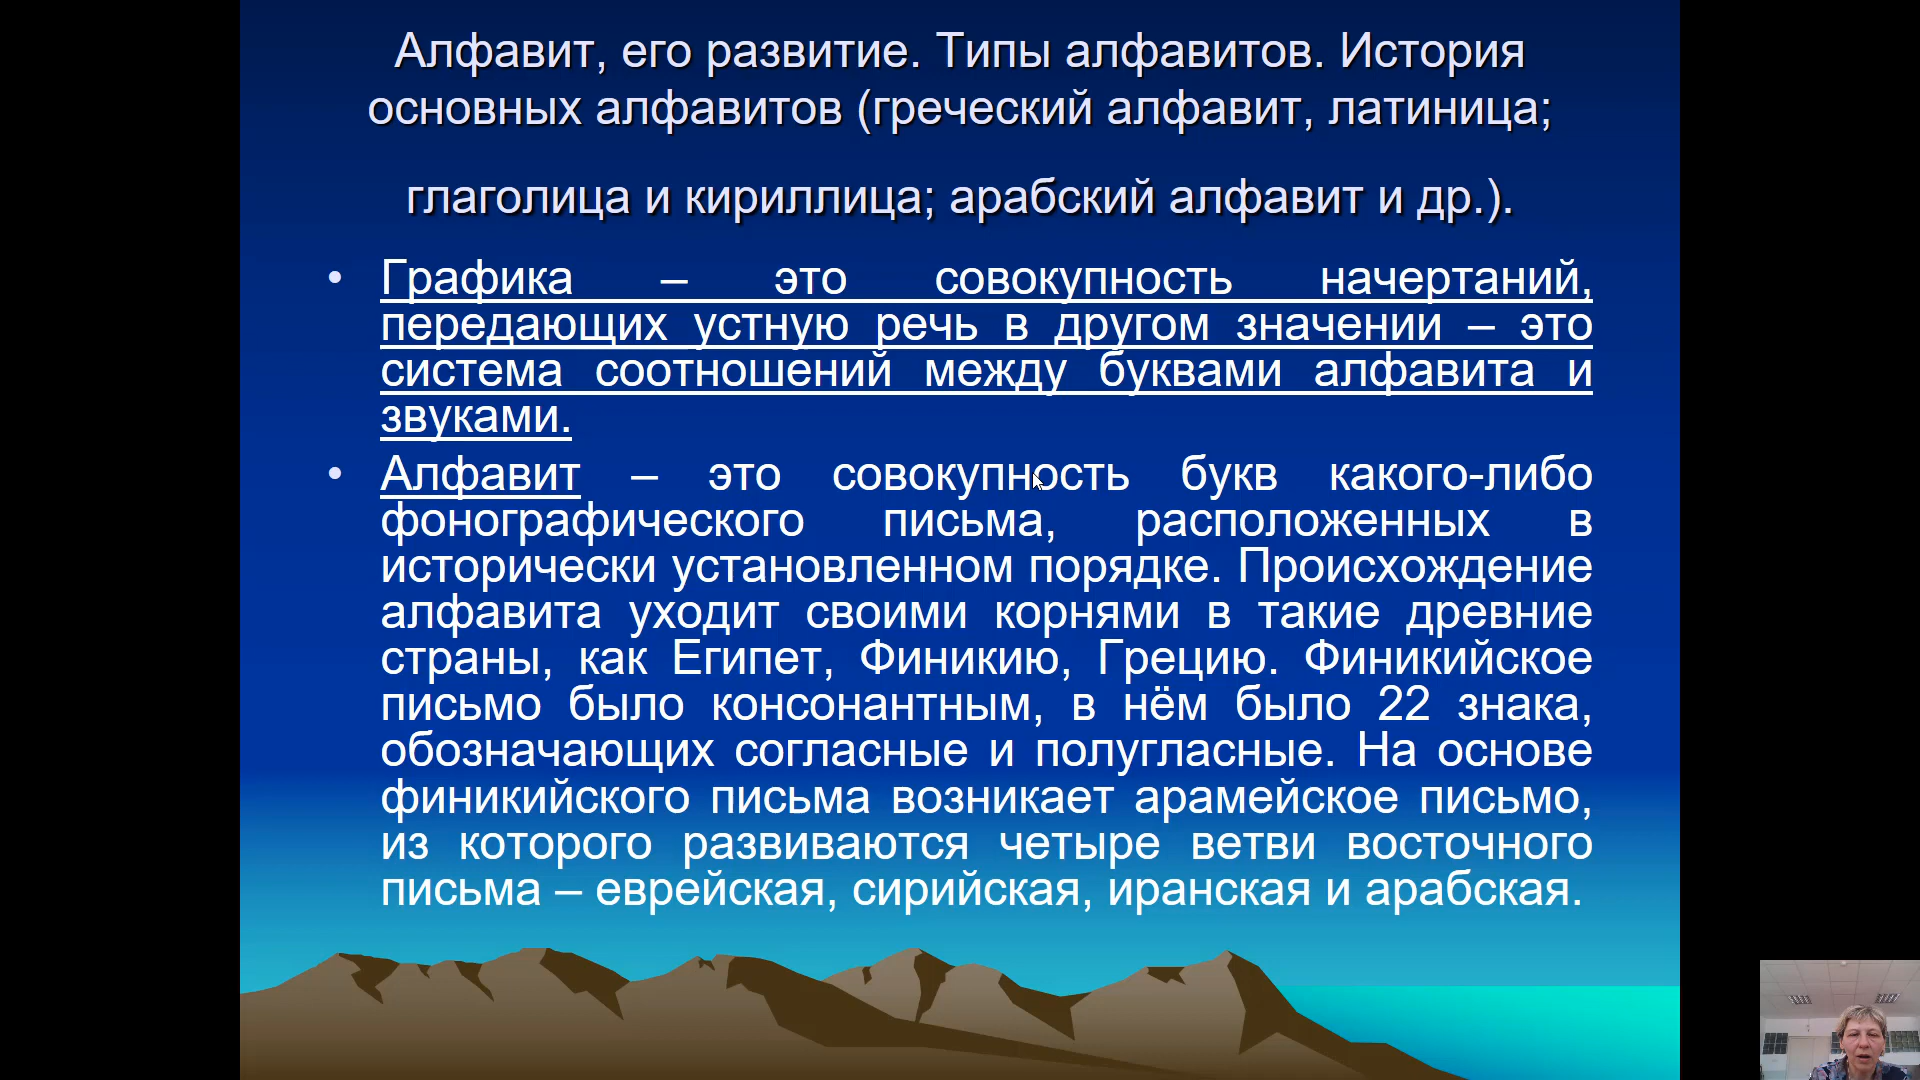 Алфавит, его развитие. Типы алфавитов. История
основных алфавитов (греческий алфавит, латиница;
глаголица и кириллица; арабский алфавит и др.).
• Графика – это совокупность начертаний,
передающих устную речь в другом значении – это
система соотношений между буквами алфавита и
звуками.
• Алфавит – это совокупность букв какого-либо
фонографического письма, расположенных в
исторически установленном порядке. Происхождение
алфавита уходит своими корнями в такие древние
страны, как Египет, Финикию, Грецию. Финикийское
письмо было консонантным, в нём было 22 знака,
обозначающих согласные и полугласные. На основе
финикийского письма возникает арамейское письмо,
из которого развиваются четыре ветви восточного
письма – еврейская, сирийская, иранская и арабская.